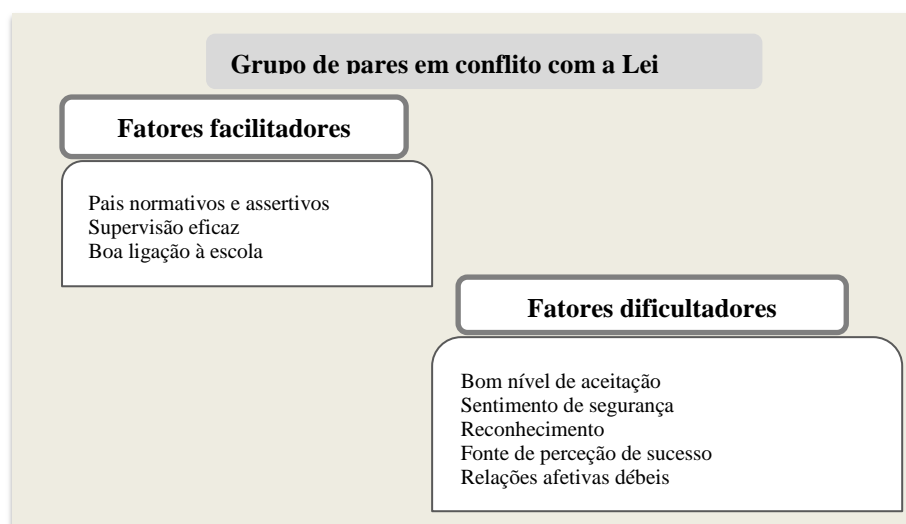 Grupo de pares em conflito com a Lei
Fatores facilitadores
Pais normativos e assertivos
Supervisão eficaz
Boa ligação à escola
Fatores dificultadores
Bom nível de aceitação
Sentimento de segurança
Reconhecimento
Fonte de perceção de sucesso
Relações afetivas débeis